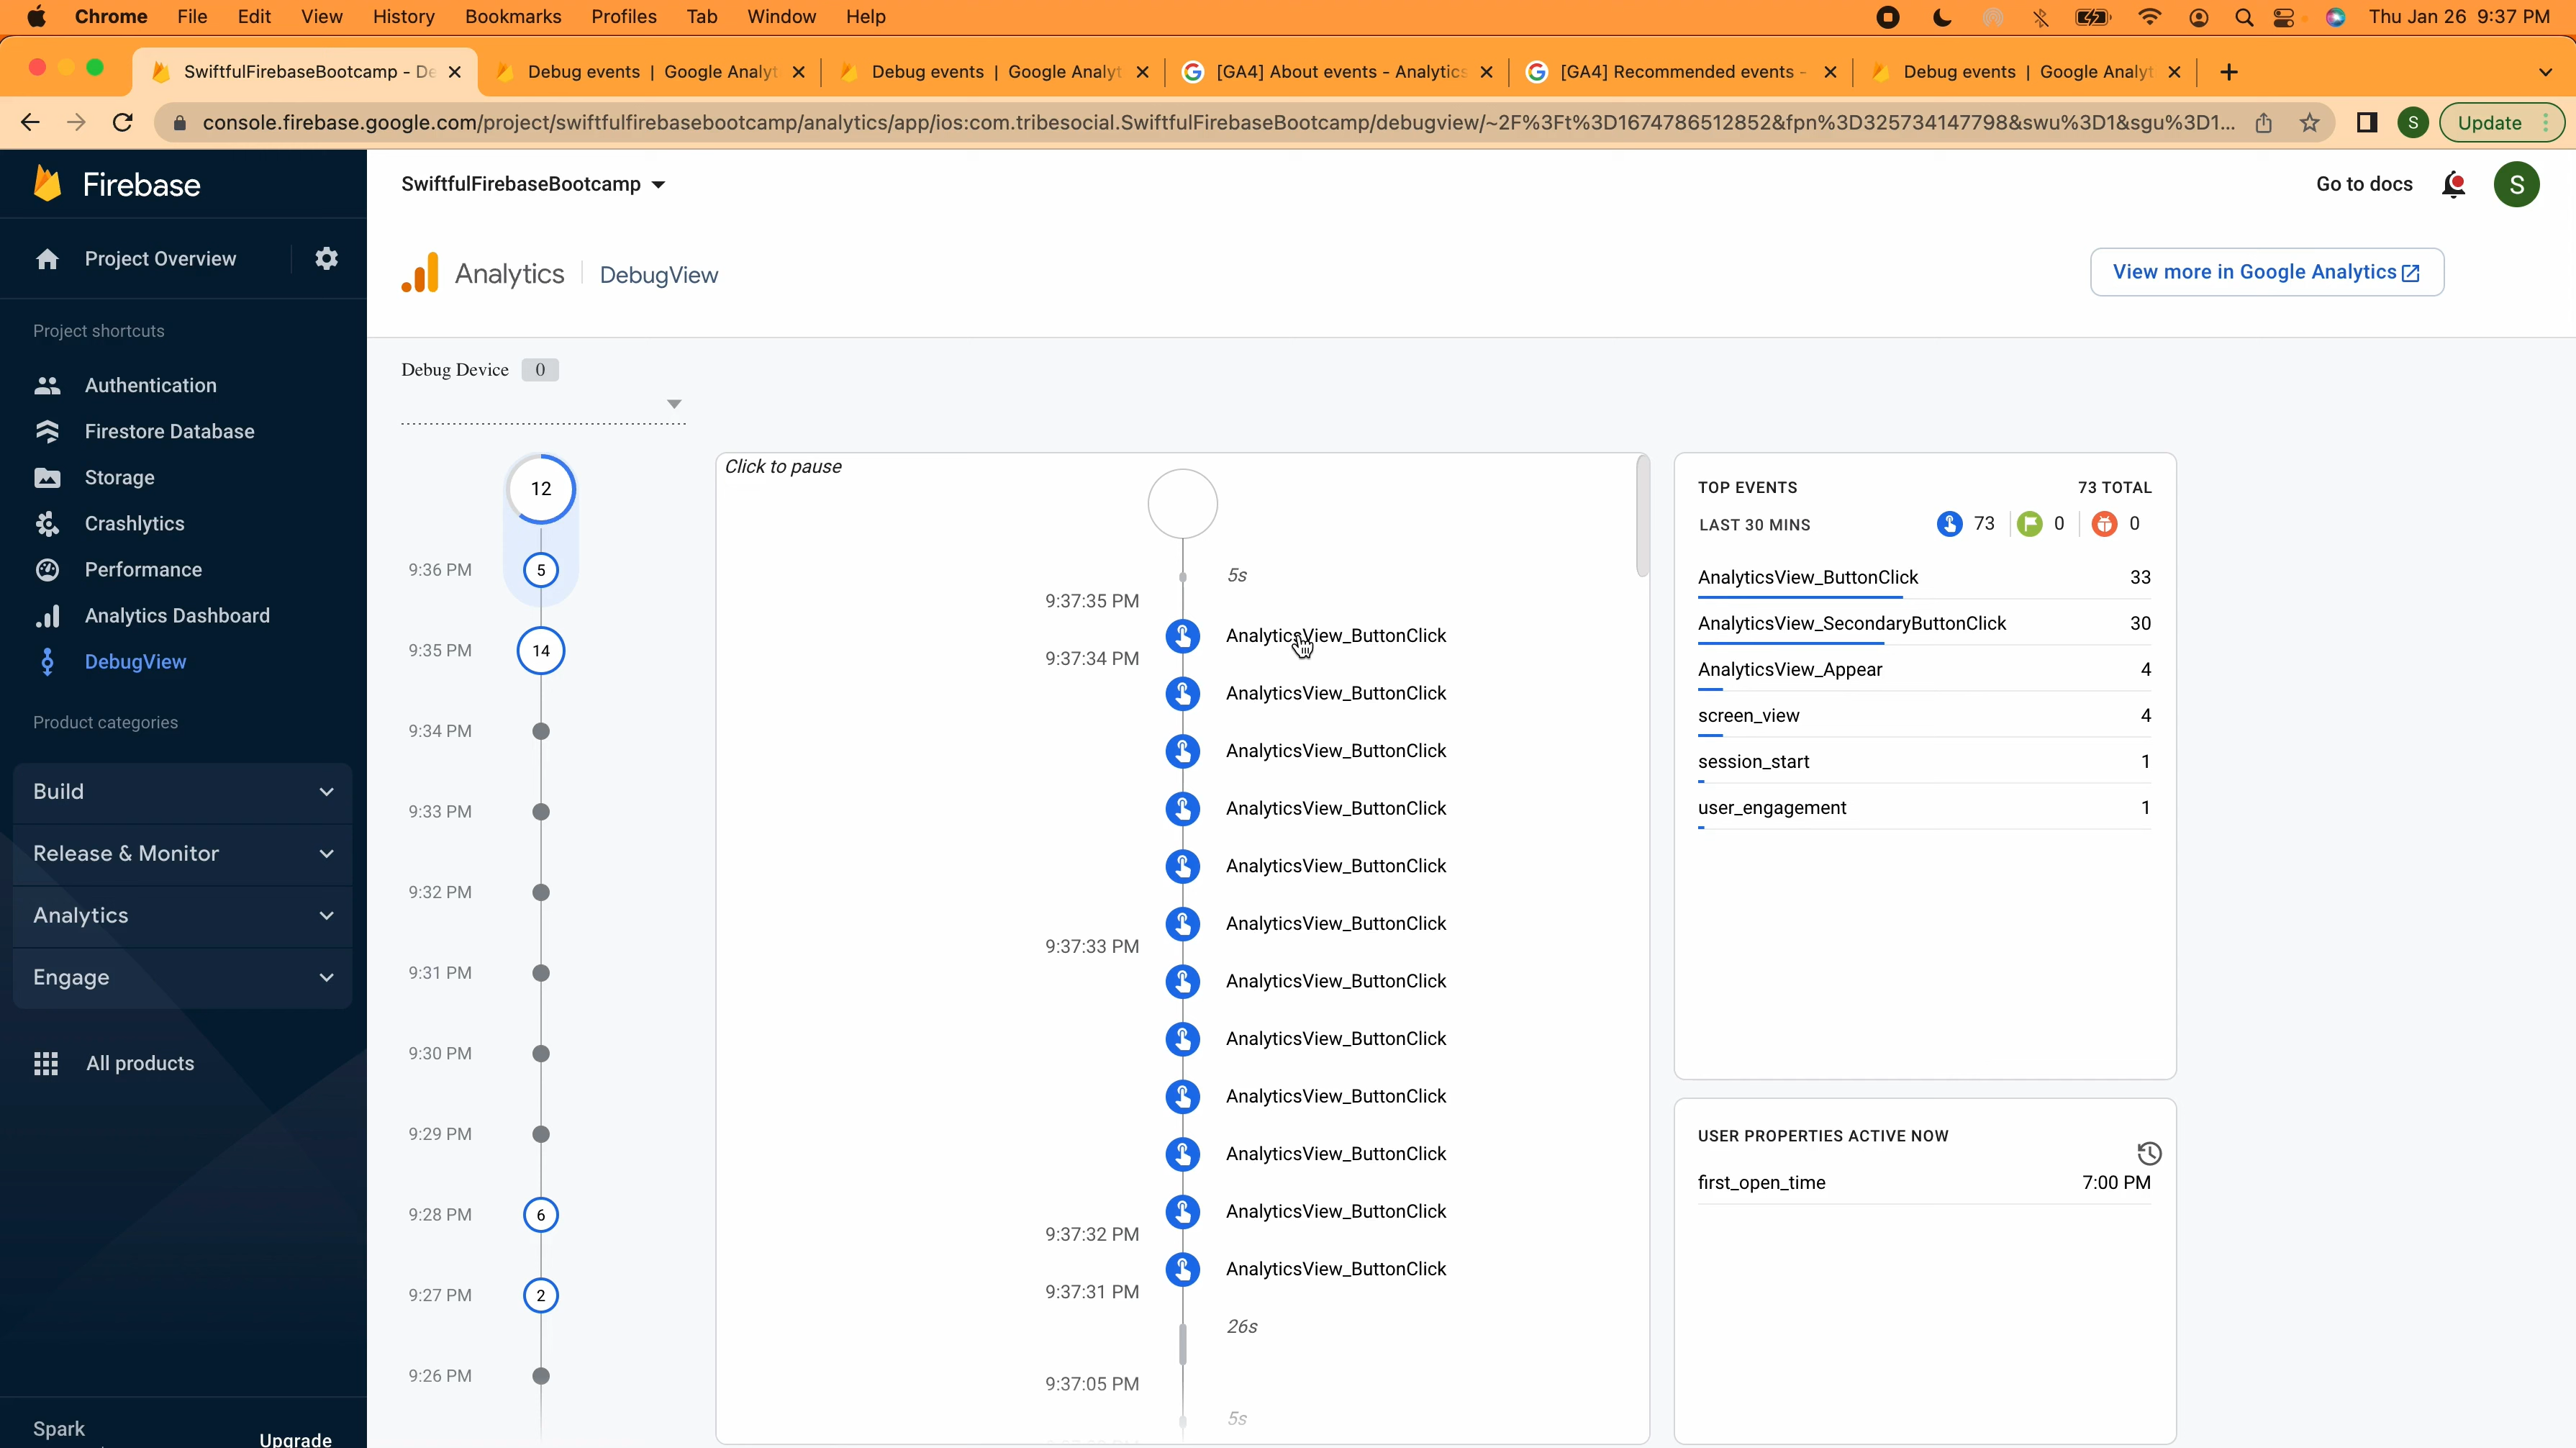 Chrome File Edit View History Bookmarks Profiles Tab Window Help Thu Jan 26 9:37 PM
SwiftfulFirebaseBootcamp - De Debug events | Google Analyt Debug events | Google Analyt [GA4] About events - Analytics [GA4] Recommended events - Debug events | Google Analyt
console.firebase.google.com/project/swiftfulfirebasebootcamp/analytics/app/ios:com.tribesocial.SwiftfulFirebaseBootcamp/debugview/~2F%3Ft%3D1674786512852&fpn%3D325734147798&swu%3D1&sgu%3D1... S Update
Firebase
SwiftfulFirebaseBootcamp
Go to docs
S
Project Overview
Analytics DebugView
View more in Google Analytics
Project shortcuts
Authentication
Firestore Database
Storage
Crashlytics
Performance
Analytics Dashboard
DebugView
Product categories
Build
Release & Monitor
Analytics
Engage
All products
Spark
Upgrade
Debug Device 0
12
9:36 PM 5
9:35 PM 14
9:34 PM
9:33 PM
9:32 PM
9:31 PM
9:30 PM
9:29 PM
9:28 PM 6
9:27 PM 2
9:26 PM
Click to pause
5s
9:37:35 PM
AnalyticsView_ButtonClick
9:37:34 PM
AnalyticsView_ButtonClick
AnalyticsView_ButtonClick
AnalyticsView_ButtonClick
AnalyticsView_ButtonClick
AnalyticsView_ButtonClick
9:37:33 PM
AnalyticsView_ButtonClick
AnalyticsView_ButtonClick
AnalyticsView_ButtonClick
AnalyticsView_ButtonClick
AnalyticsView_ButtonClick
9:37:32 PM
AnalyticsView_ButtonClick
9:37:31 PM
26s
9:37:05 PM
5s
TOP EVENTS 73 TOTAL
LAST 30 MINS 73 0 0
AnalyticsView_ButtonClick 33
AnalyticsView_SecondaryButtonClick 30
AnalyticsView_Appear 4
screen_view 4
session_start 1
user_engagement 1
USER PROPERTIES ACTIVE NOW
first_open_time 7:00 PM